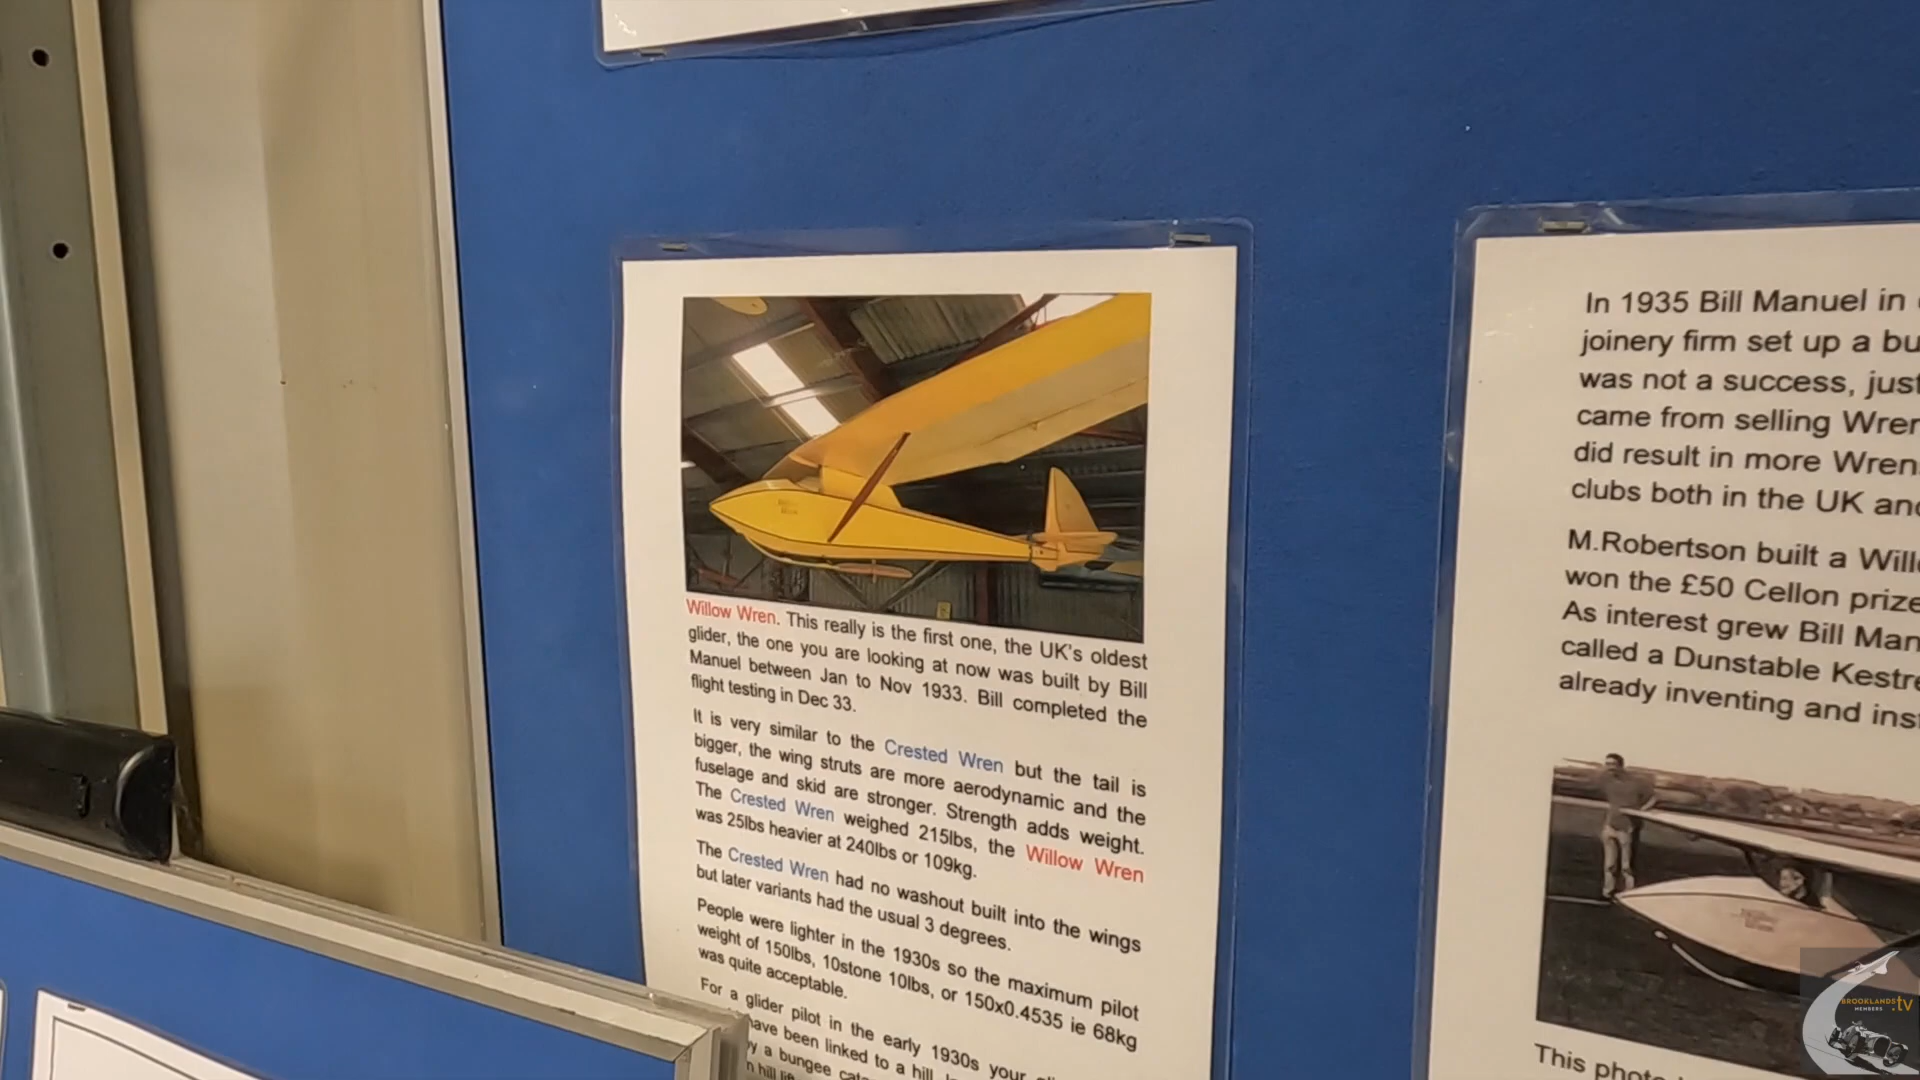 Willow Wren. This really is the first one, the UK's oldest
glider, the one you are looking at now was built by Bill
Manuel between Jan to Nov 1933. Bill completed the
flight testing in Dec 33.
It is very similar to the Crested Wren but the tail is
bigger, the wing struts are more aerodynamic and the
fuselage and skid are stronger. Strength adds weight.
The Crested Wren weighed 215lbs, the Willow Wren
was 25lbs heavier at 240lbs or 109kg.
The Crested Wren had no washout built into the wings
but later variants had the usual 3 degrees.
People were lighter in the 1930s so the maximum pilot
weight of 150lbs, 10stone 10lbs, or 150x0.4535 ie 68kg
was quite acceptable.
For a glider pilot in the early 1930s your
have been linked to a hill
by a bungee
hill
In 1935 Bill Manuel in
joinery firm set up a
was not a success, just
came from selling
did result in more Wren
clubs both in the UK
M.Robertson built a
won the £50 Cellon prize
As interest grew Bill
called a Dunstable
already inventing and
This
BROOKLANDS
MEMBERS
.tv